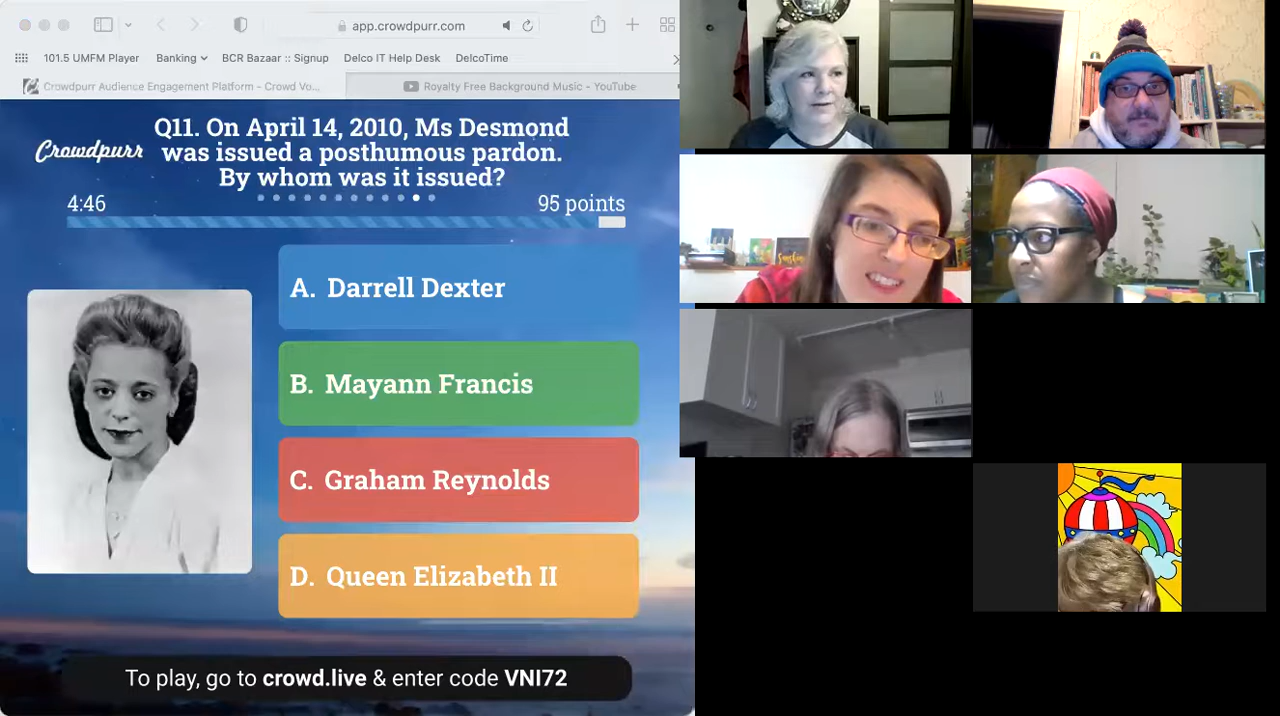 app.crowdpurr.com
101.5 UMFM Player Banking BCR Bazaar :: Signup Delco IT Help Desk DelcoTime
Crowdpurr Audience Engagement Platform - Crowd Vo... Royalty Free Background Music - YouTube
Crowdpurr
Q11. On April 14, 2010, Ms Desmond
was issued a posthumous pardon.
By whom was it issued?
4:46 95 points
A. Darrell Dexter
B. Mayann Francis
C. Graham Reynolds
D. Queen Elizabeth II
To play, go to crowd.live & enter code VNI72
Sunshine